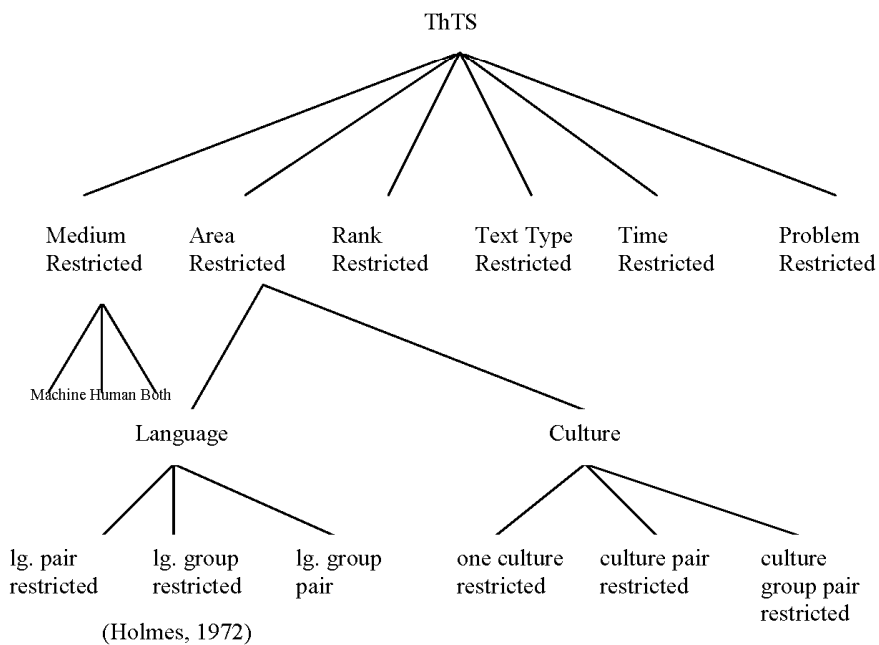 ThTS
Medium Area Rank Text Type Time Problem
Restricted Restricted Restricted Restricted Restricted Restricted
Machine Human Both
Language Culture
lg. pair lg. group lg. group one culture culture pair culture
restricted restricted pair restricted restricted group pair
restricted
(Holmes, 1972)